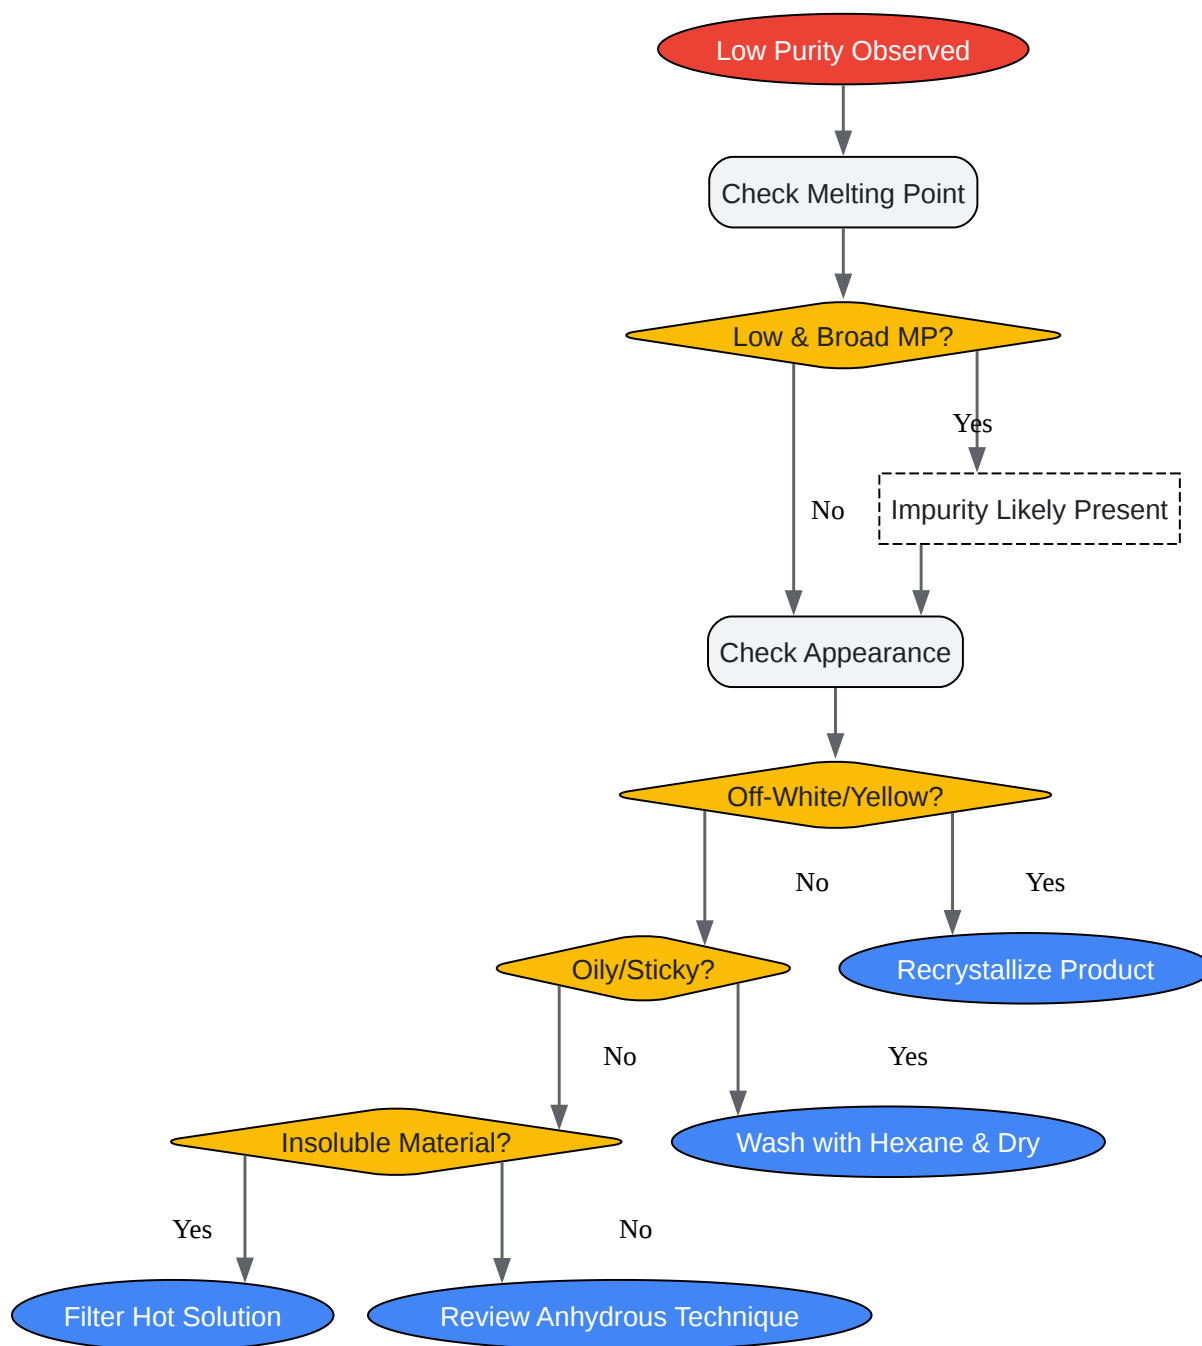 Low Purity Observed
Check Melting Point
Low & Broad MP?
Yes
No
Impurity Likely Present
Check Appearance
Off-White/Yellow?
No
Yes
Oily/Sticky?
Recrystallize Product
No
Yes
Insoluble Material?
Wash with Hexane & Dry
Yes
No
Filter Hot Solution
Review Anhydrous Technique